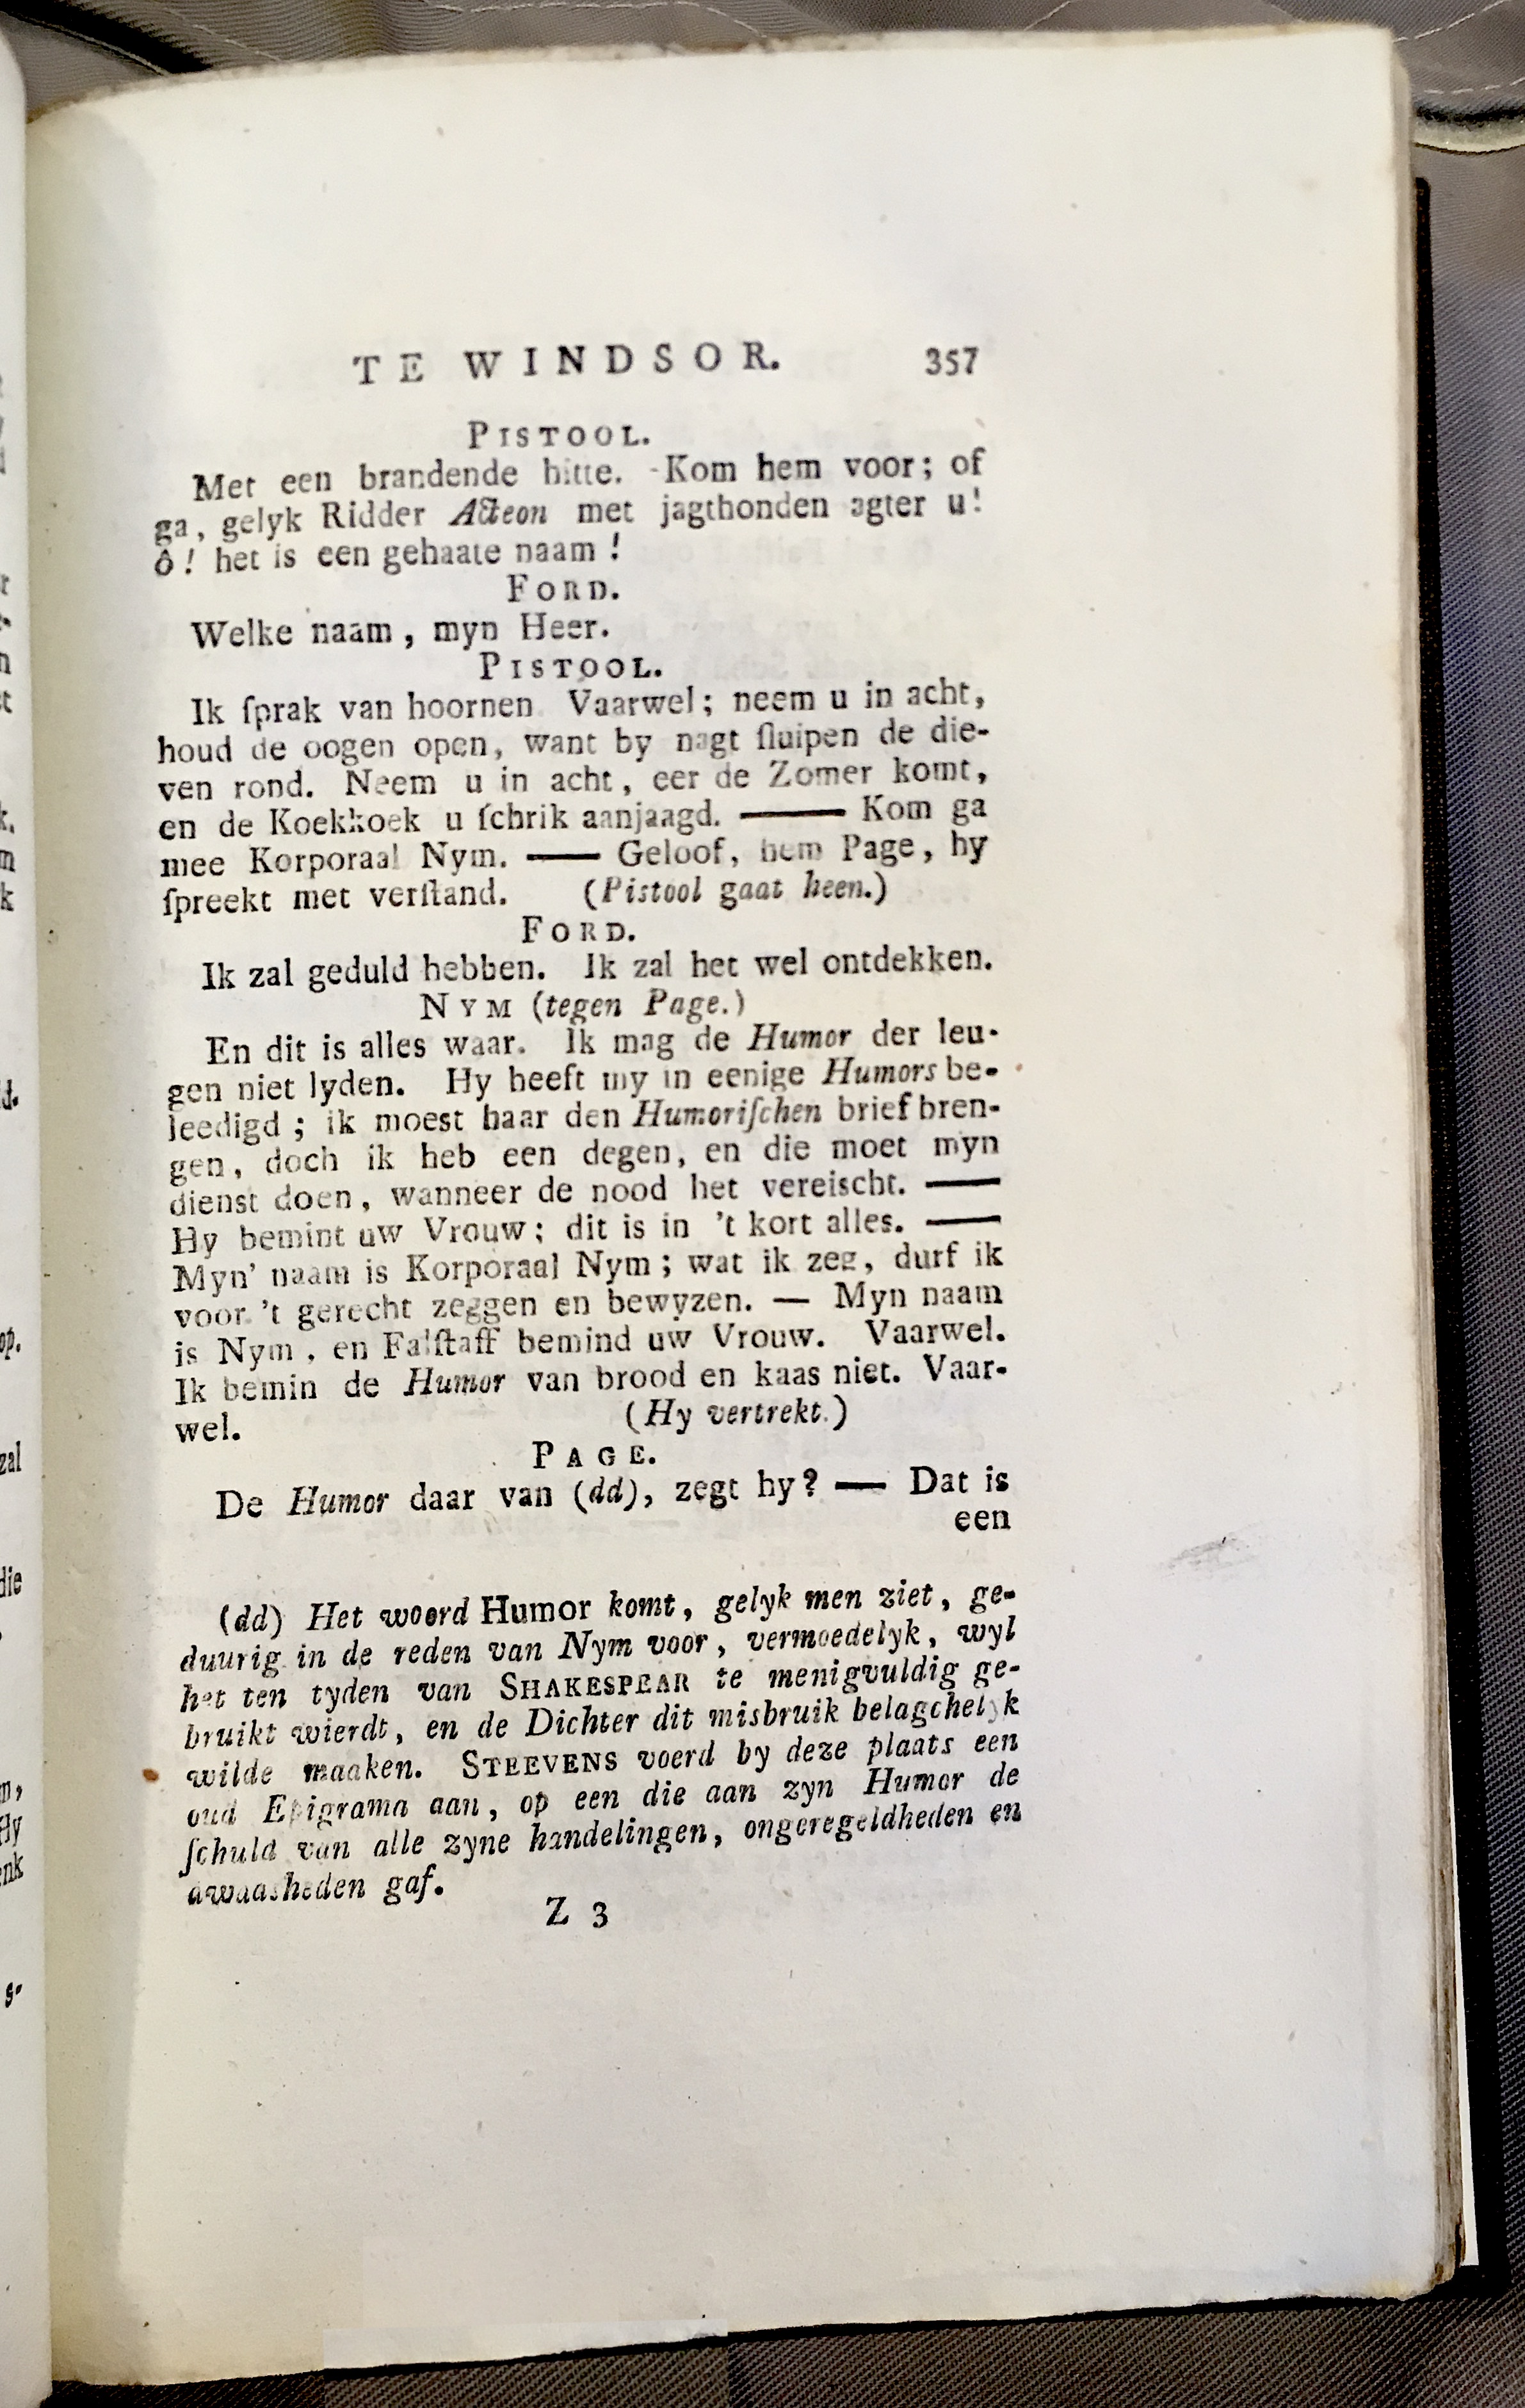 TE WINDSOR. 357
PISTOOL.
Met een brandende hitte. -Kom hem voor; of
ga, gelyk Ridder Acteon met jagthonden agter u!
ô! het is een gehaate naam!
FORD.
Welke naam, myn Heer.
PISTOOL.
Ik ſprak van hoornen Vaarwel; neem u in acht,
houd de oogen open, want by nagt ſluipen de die-
ven rond. Neem u in acht, eer de Zomer komt,
en de Koekkoek u ſchrik aanjaagd. —— Kom ga
mee Korporaal Nym. —— Geloof, hem Page, hy
ſpreekt met verſtand. (Pistool gaat heen.)
FORD.
Ik zal geduld hebben. Ik zal het wel ontdekken.
NYM (tegen Page.)
En dit is alles waar. Ik mag de Humor der leu-
gen niet lyden. Hy heeft my in eenige Humors be-
leedigd; ik moest haar den Humoriſchen brief bren-
gen, doch ik heb een degen, en die moet myn
dienst doen, wanneer de nood het vereischt. ——
Hy bemint uw Vrouw; dit is in 't kort alles. ——
Myn' naam is Korporaal Nym; wat ik zeg, durf ik
voor 't gerecht zeggen en bewyzen. — Myn naam
is Nym, en Falſtaff bemind uw Vrouw. Vaarwel.
Ik bemin de Humor van brood en kaas niet. Vaar-
wel. (Hy vertrekt.)
PAGE.
De Humor daar van (dd), zegt hy? — Dat is
een
(dd) Het woord Humor komt, gelyk men ziet, ge-
duurig in de reden van Nym voor, vermoedelyk, wyl
het ten tyden van SHAKESPEAR te menigvuldig ge-
bruikt wierdt, en de Dichter dit misbruik belagchelyk
wilde maaken. STEEVENS voerd by deze plaats een
oud Epigrama aan, op een die aan zyn Humor de
ſchuld van alle zyne handelingen, ongeregeldheden en
dwaasheden gaf.
Z 3